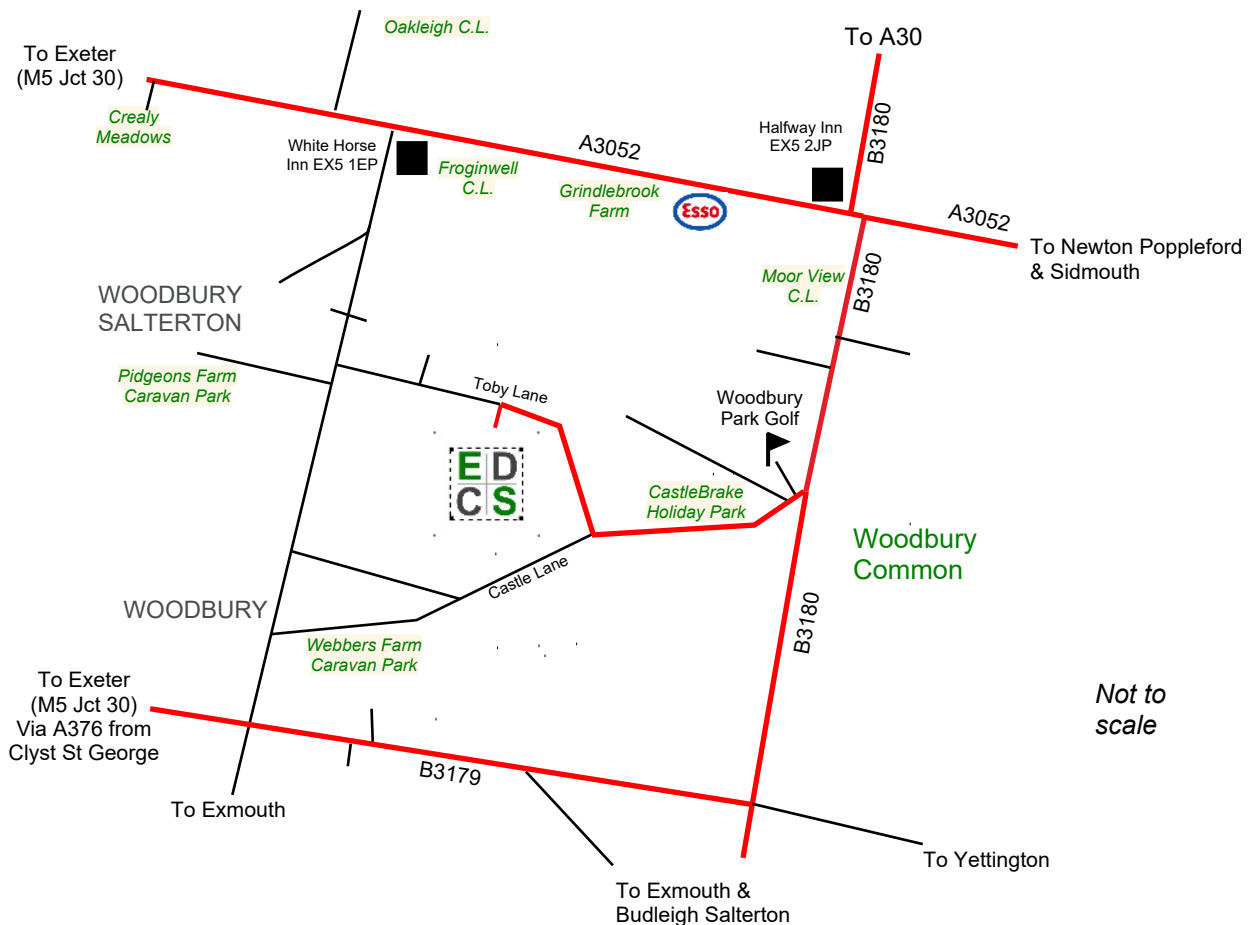 Oakleigh C.L.
To Exeter
(M5 Jct 30)
To A30
Crealy
Meadows
White Horse
Inn EX5 1EP
Froginwell
C.L.
A3052
Grindlebrook
Farm
Esso
Halfway Inn
EX5 2JP
B3180
A3052
To Newton Poppleford
& Sidmouth
Moor View
C.L.
B3180
WOODBURY
SALTERTON
Pidgeons Farm
Caravan Park
Toby Lane
Woodbury
Park Golf
E D
C S
CastleBrake
Holiday Park
Woodbury
Common
Castle Lane
WOODBURY
B3180
Webbers Farm
Caravan Park
To Exeter
(M5 Jct 30)
Via A376 from
Clyst St George
Not to
scale
B3179
To Exmouth
To Yettington
To Exmouth &
Budleigh Salterton